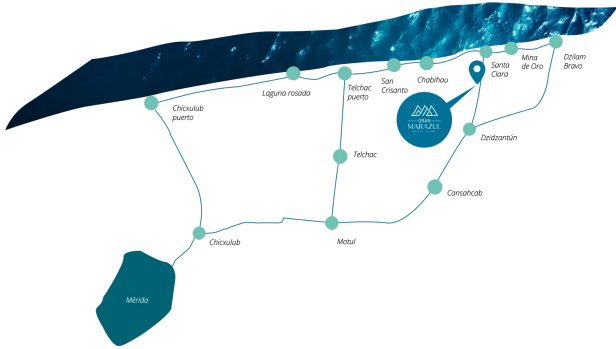 Chicxulub
puerto
Laguna rosada
Telchac
puerto
San
Crisanto
Chabihau
Santa
Clara
Mina
de Oro
Dzilam
Bravo
GRAN
MARAZUL
Dzidzantún
Telchac
Cansahcab
Chicxulub
Motul
Mérida